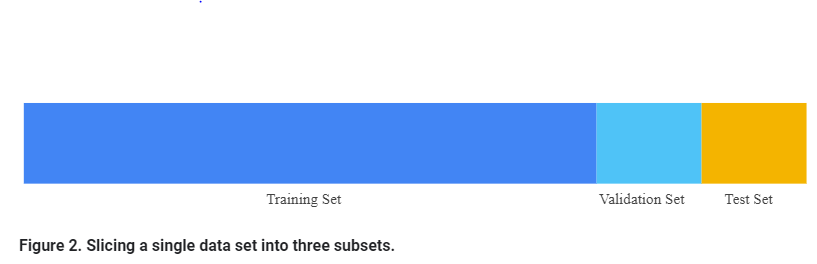 Training Set Validation Set Test Set
Figure 2. Slicing a single data set into three subsets.